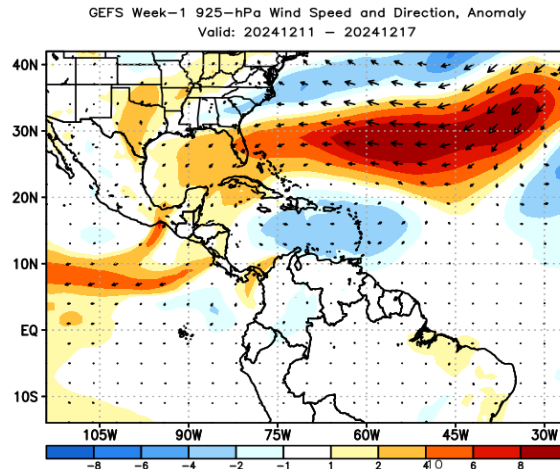 GEFS Week-1 925-hPa Wind Speed and Direction, Anomaly
Valid: 20241211 - 20241217
40N
30N
20N
10N
EQ
10S
105W 90W 75W 60W 45W 30W
-8 -6 -4 -2 -1 1 2 4 6 8
10